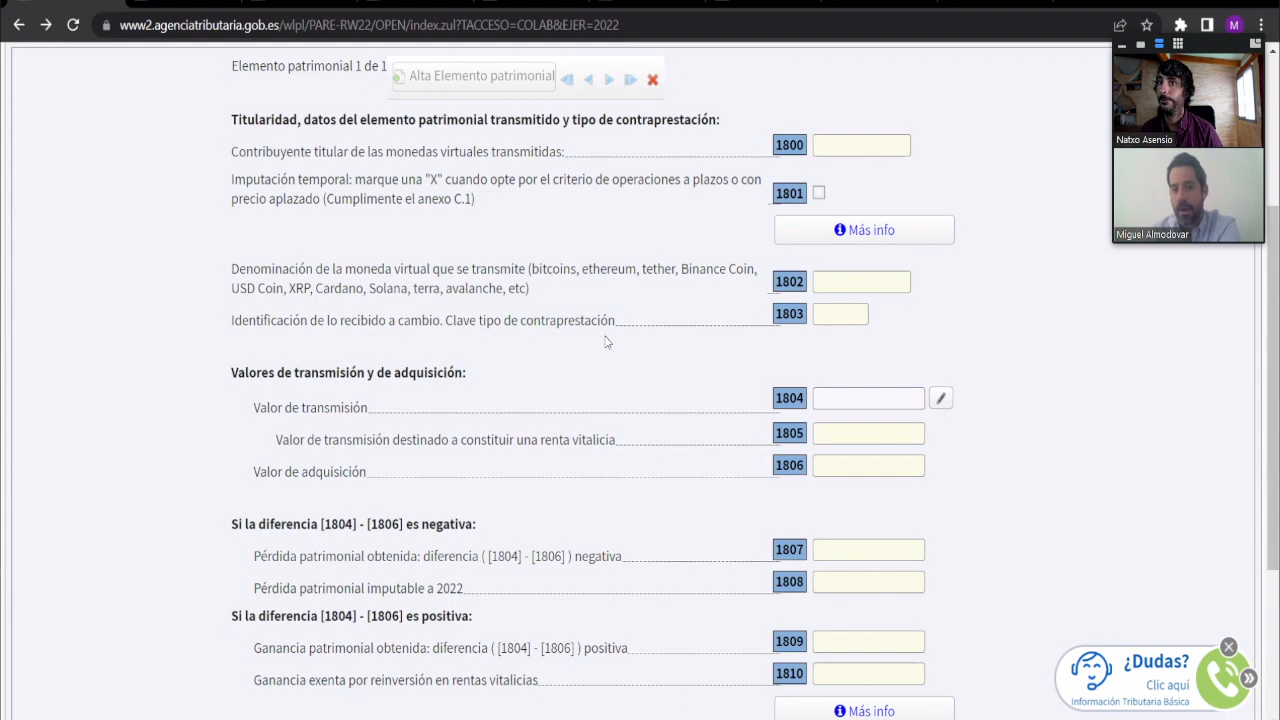 www2.agenciatributaria.gob.es/wlpl/PARE-RW22/OPEN/index.zul?TACCESO=COLAB&EJER=2022
M
Natxo Asensio
Miguel Almodovar
Elemento patrimonial 1 de 1
Alta Elemento patrimonial
Titularidad, datos del elemento patrimonial transmitido y tipo de contraprestación:
Contribuyente titular de las monedas virtuales transmitidas: 1800
Imputación temporal: marque una "X" cuando opte por el criterio de operaciones a plazos o con
precio aplazado (Cumplimente el anexo C.1) 1801
Más info
Denominación de la moneda virtual que se transmite (bitcoins, ethereum, tether, Binance Coin,
USD Coin, XRP, Cardano, Solana, terra, avalanche, etc) 1802
Identificación de lo recibido a cambio. Clave tipo de contraprestación 1803
Valores de transmisión y de adquisición:
Valor de transmisión 1804
Valor de transmisión destinado a constituir una renta vitalicia 1805
Valor de adquisición 1806
Si la diferencia [1804] - [1806] es negativa:
Pérdida patrimonial obtenida: diferencia ( [1804] - [1806] ) negativa 1807
Pérdida patrimonial imputable a 2022 1808
Si la diferencia [1804] - [1806] es positiva:
Ganancia patrimonial obtenida: diferencia ( [1804] - [1806] ) positiva 1809
Ganancia exenta por reinversión en rentas vitalicias 1810
Más info
¿Dudas?
Clic aquí
Información Tributaria Básica